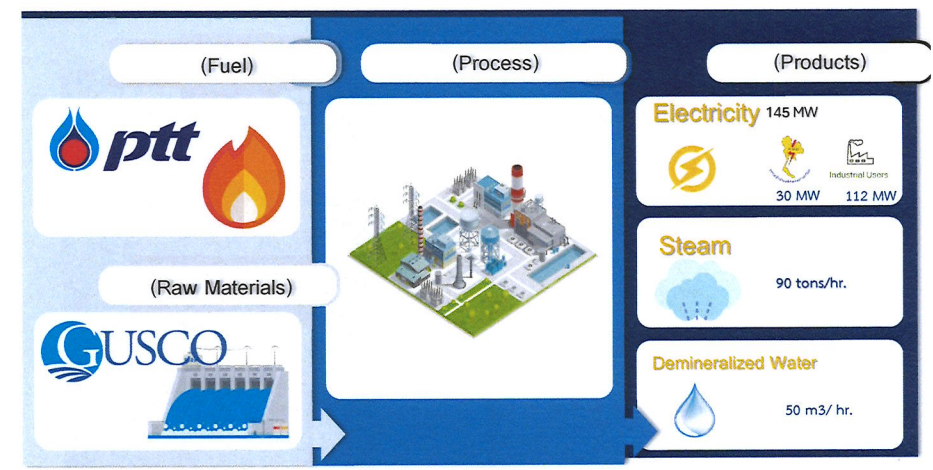 (Fuel)
ptt
(Raw Materials)
GUSCO
(Process)
(Products)
Electricity 145 MW
Industrial Users
30 MW 112 MW
Steam
90 tons/hr.
Demineralized Water
50 m3/ hr.